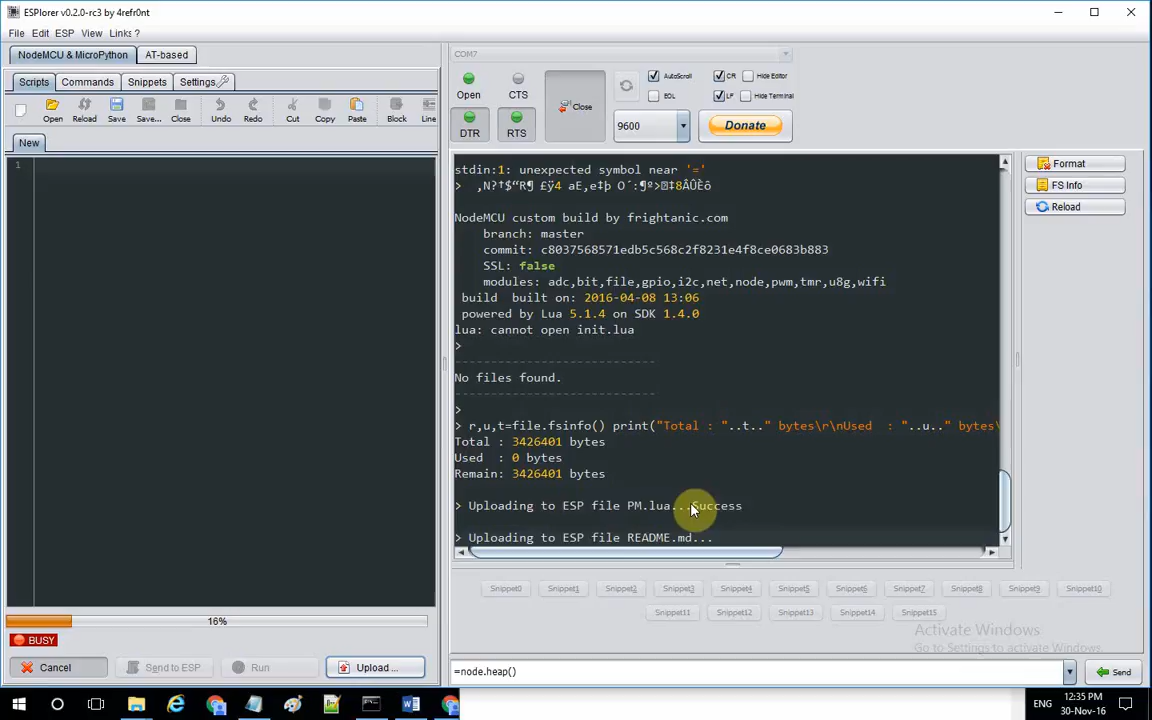 ESPlorer v0.2.0-rc3 by 4refr0nt
File Edit ESP View Links ?
NodeMCU & MicroPython AT-based
Scripts Commands Snippets Settings
Open Reload Save Save... Close Undo Redo Cut Copy Paste Block Line
New
1
16%
BUSY
Cancel Send to ESP Run Upload ...
COM7
Open CTS Close AutoScroll CR Hide Editor
EOL LF Hide Terminal
DTR RTS 9600 Donate
stdin:1: unexpected symbol near '='
>
NodeMCU custom build by frightanic.com
branch: master
commit: c8037568571edb5c568c2f8231e4f8ce0683b883
SSL: false
modules: adc,bit,file,gpio,i2c,net,node,pwm,tmr,u8g,wifi
build built on: 2016-04-08 13:06
powered by Lua 5.1.4 on SDK 1.4.0
lua: cannot open init.lua
>
----------------------------
No files found.
----------------------------
>
> r,u,t=file.fsinfo() print("Total : "..t.." bytes\r\nUsed  : "..u.." bytes\
Total : 3426401 bytes
Used  : 0 bytes
Remain: 3426401 bytes
> Uploading to ESP file PM.lua...Success
> Uploading to ESP file README.md...
Format
FS Info
Reload
Snippet0 Snippet1 Snippet2 Snippet3 Snippet4 Snippet5 Snippet6 Snippet7 Snippet8 Snippet9 Snippet10
Snippet11 Snippet12 Snippet13 Snippet14 Snippet15
Activate Windows
Go to Settings to activate Windows.
=node.heap() Send
ENG 12:35 PM
30-Nov-16